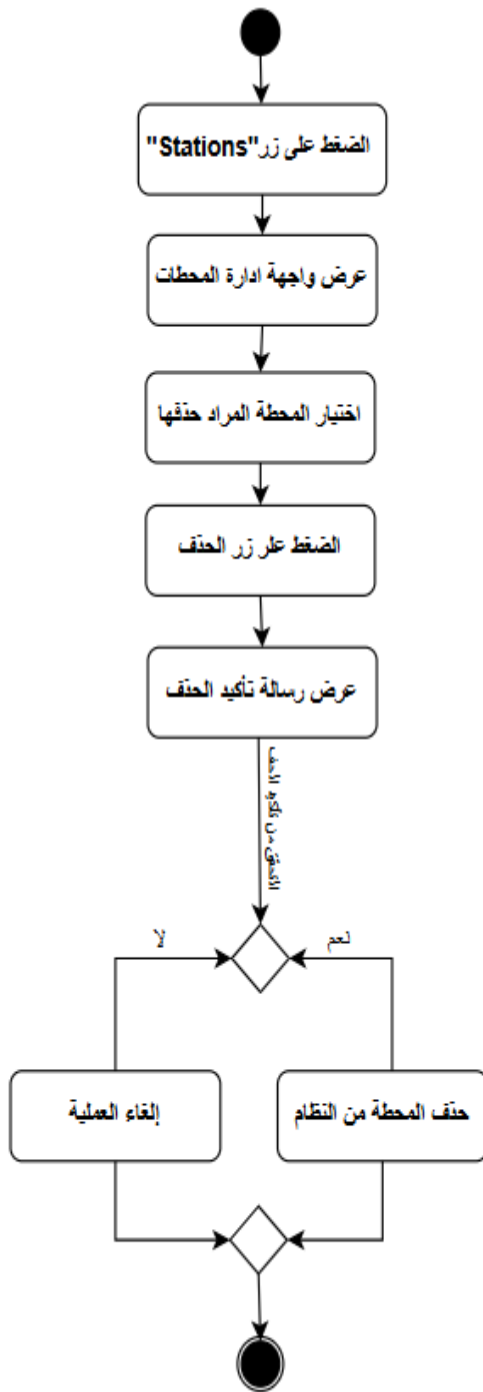 الضغط على زر "Stations"
عرض واجهة ادارة المحطات
اختيار المحطة المراد حذفها
الضغط علر زر الحذف
عرض رسالة تأكيد الحذف
لا
نعم
إلغاء العملية
حذف المحطة من النظام